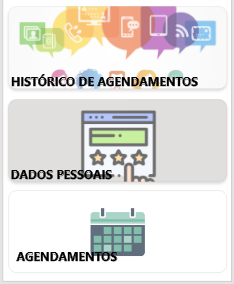 HISTÓRICO DE AGENDAMENTOS
DADOS PESSOAIS
AGENDAMENTOS